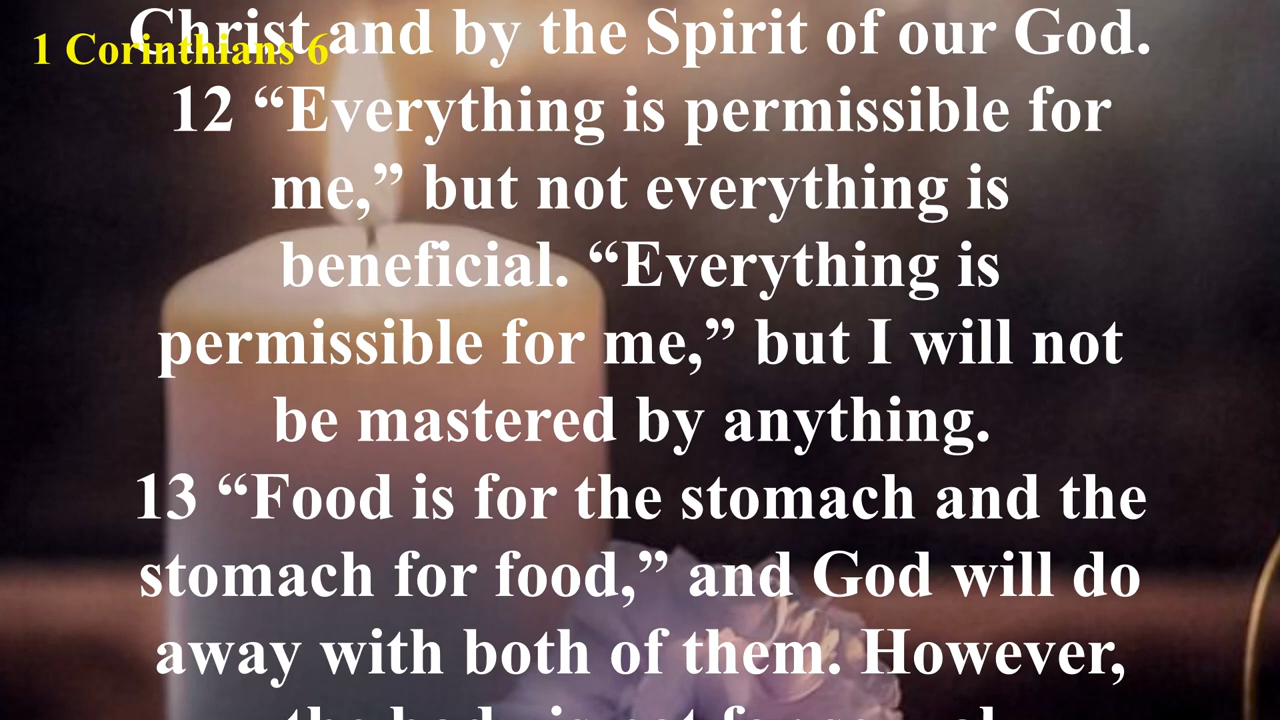 1 Corinthians 6
Christ and by the Spirit of our God.
12 “Everything is permissible for
me,” but not everything is
beneficial. “Everything is
permissible for me,” but I will not
be mastered by anything.
13 “Food is for the stomach and the
stomach for food,” and God will do
away with both of them. However,